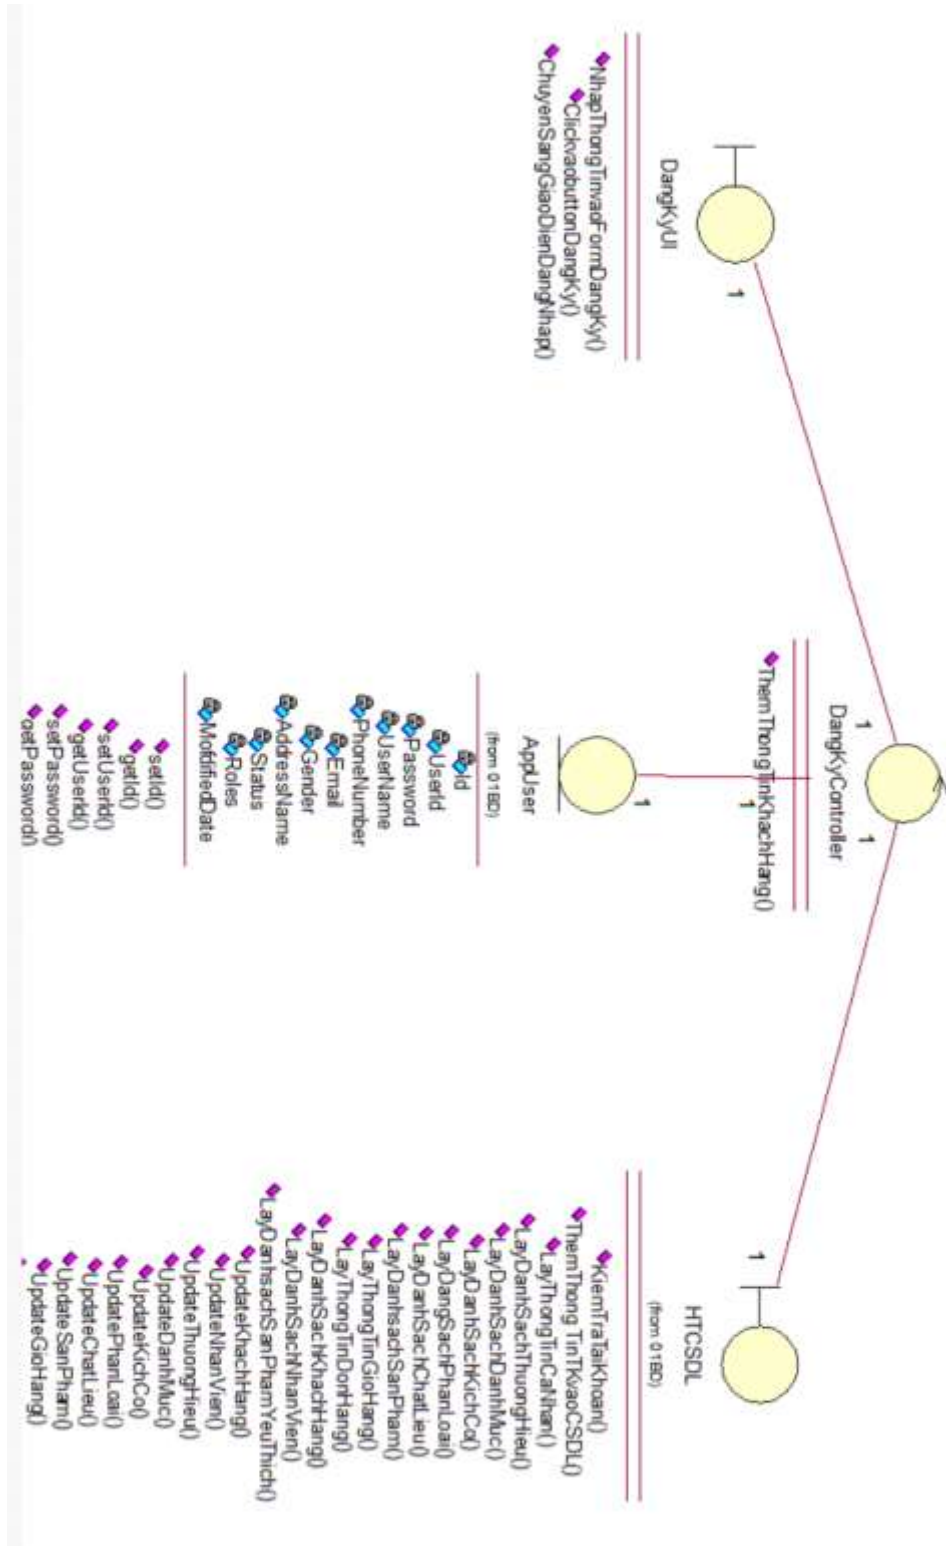 DangKyUI
NhapThongTinvaoFormDangKy()
ClickvaobuttonDangKy()
ChuyenSangGiaoDienDangNhap()
1
1
DangKyController
1
ThemThongTinKhachHang()
1
1
AppUser
(from 01BD)
Id
UserId
Password
UserName
PhoneNumber
Email
Gender
AddressName
Status
Roles
MotdifiedDate
setId()
getId()
setUserId()
getUserId()
setPassword()
getPassword()
1
HTCSDL
(from 01BD)
KiemTraTaiKhoan()
ThemThongTinTKvaoCSDL()
LayThongTinCaNhan()
LayDanhSachThuongHieu()
LayDanhSachDanhMuc()
LayDanhSachKichCo()
LayDangSachPhanLoai()
LayDanhSachChatLieu()
LayDanhsachSanPham()
LayThongTinGioHang()
LayThongTinDonHang()
LayDanhSachKhachHang()
LayDanhSachNhanVien()
LayDanhsachSanPhamYeuThich()
UpdateKhachHang()
UpdateNhanVien()
UpdateThuongHieu()
UpdateDanhMuc()
UpdateKichCo()
UpdatePhanLoai()
UpdateChatLieu()
UpdateSanPham()
UpdateGioHang()